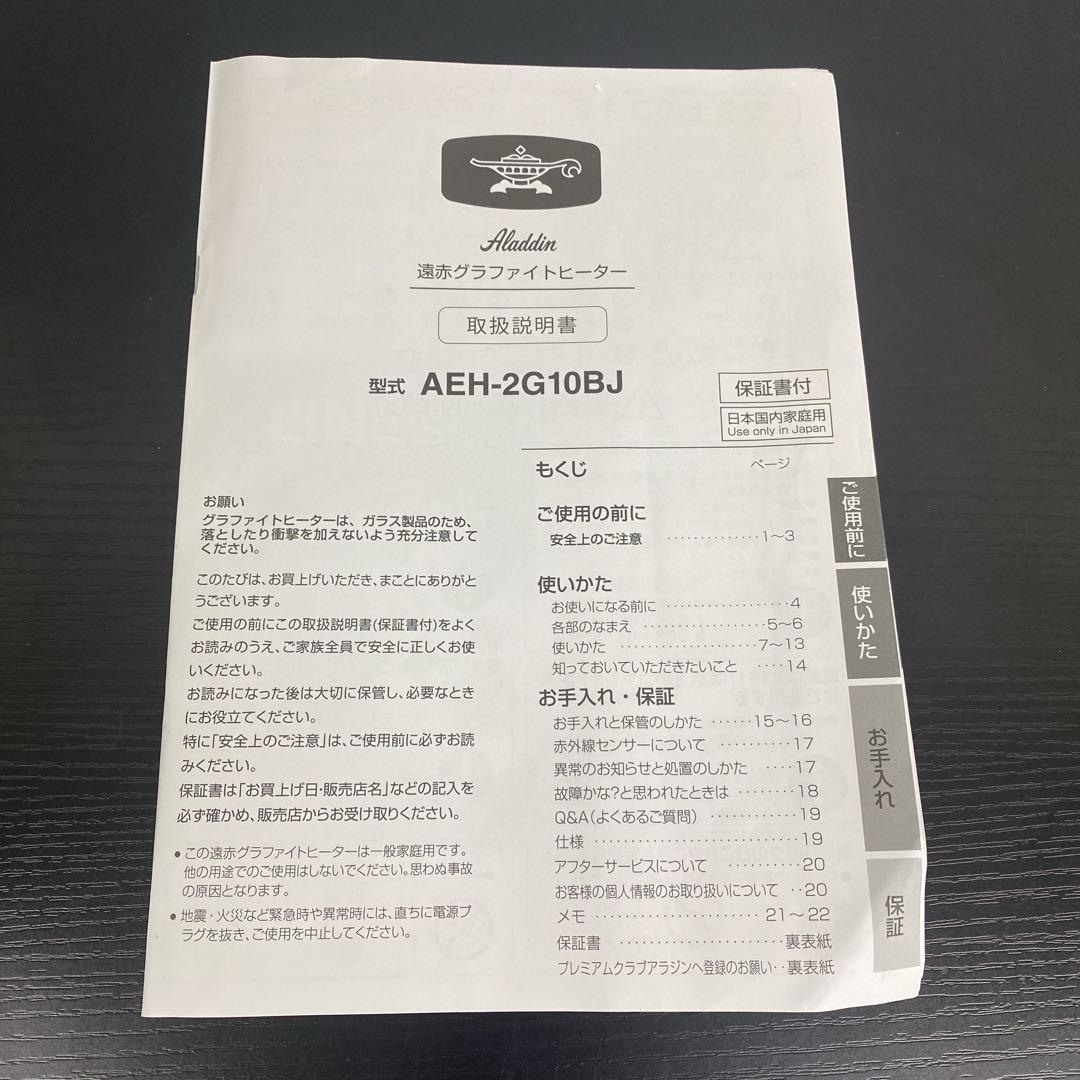 Aladdin
遠赤グラファイトヒーター
取扱説明書
型式 AEH-2G10BJ
保証書付
日本国内家庭用
Use only in Japan
お願い
グラファイトヒーターは、ガラス製品のため、
落としたり衝撃を加えないよう充分注意して
ください。
このたびは、お買上げいただき、まことにありがと
うございます。
ご使用の前にこの取扱説明書(保証書付)をよく
お読みのうえ、ご家族全員で安全に正しくお使
いください。
お読みになった後は大切に保管し、必要なとき
にお役立てください。
特に「安全上のご注意」は、ご使用前に必ずお読
みください。
保証書は「お買上げ日・販売店名」などの記入を
必ず確かめ、販売店からお受け取りください。
●この遠赤グラファイトヒーターは一般家庭用です。
他の用途でのご使用はしないでください。思わぬ事故
の原因となります。
●地震・火災など緊急時や異常時には、直ちに電源プ
ラグを抜き、ご使用を中止してください。
もくじ ページ
ご使用の前に
安全上のご注意 ・・・・・・・・・・・・・・1～3
使いかた
お使いになる前に ・・・・・・・・・・・・・・・・・・4
各部のなまえ ・・・・・・・・・・・・・・・・・・5～6
使いかた ・・・・・・・・・・・・・・・・・・・・7～13
知っておいていただきたいこと ・・・・14
お手入れ・保証
お手入れと保管のしかた ・・・・・・15～16
赤外線センサーについて ・・・・・・・・・・17
異常のお知らせと処置のしかた ・・・・17
故障かな?と思われたときは ・・・・・・・・18
Q&A(よくあるご質問) ・・・・・・・・・・・・19
仕様 ・・・・・・・・・・・・・・・・・・・・・・・・・・・19
アフターサービスについて ・・・・・・・・・・20
お客様の個人情報のお取り扱いについて ・・20
メモ ・・・・・・・・・・・・・・・・・・・・・・21～22
保証書 ・・・・・・・・・・・・・・・・・・・・・・裏表紙
プレミアムクラブアラジンへ登録のお願い・・裏表紙
ご使用前に
使いかた
お手入れ
保証